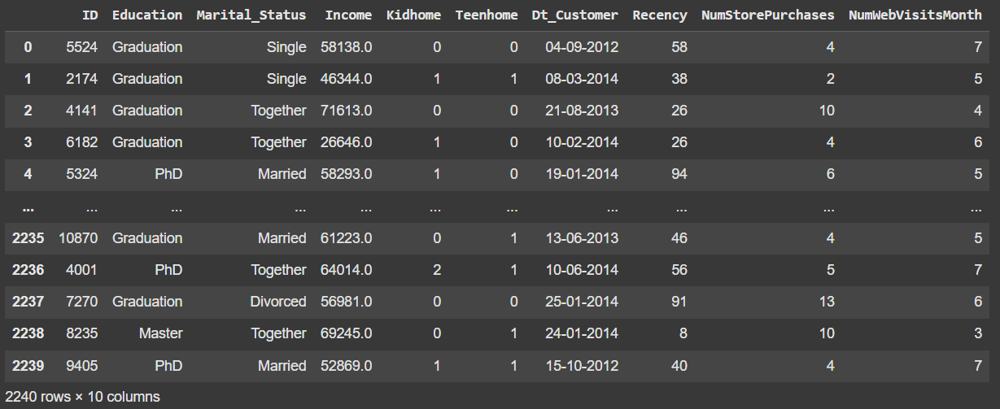 ID Education Marital_Status Income Kidhome Teenhome Dt_Customer Recency NumStorePurchases NumWebVisitsMonth
0 5524 Graduation Single 58138.0 0 0 04-09-2012 58 4 7
1 2174 Graduation Single 46344.0 1 1 08-03-2014 38 2 5
2 4141 Graduation Together 71613.0 0 0 21-08-2013 26 10 4
3 6182 Graduation Together 26646.0 1 0 10-02-2014 26 4 6
4 5324 PhD Married 58293.0 1 0 19-01-2014 94 6 5
... ... ... ... ... ... ... ... ... ... ...
2235 10870 Graduation Married 61223.0 0 1 13-06-2013 46 4 5
2236 4001 PhD Together 64014.0 2 1 10-06-2014 56 5 7
2237 7270 Graduation Divorced 56981.0 0 0 25-01-2014 91 13 6
2238 8235 Master Together 69245.0 0 1 24-01-2014 8 10 3
2239 9405 PhD Married 52869.0 1 1 15-10-2012 40 4 7
2240 rows × 10 columns